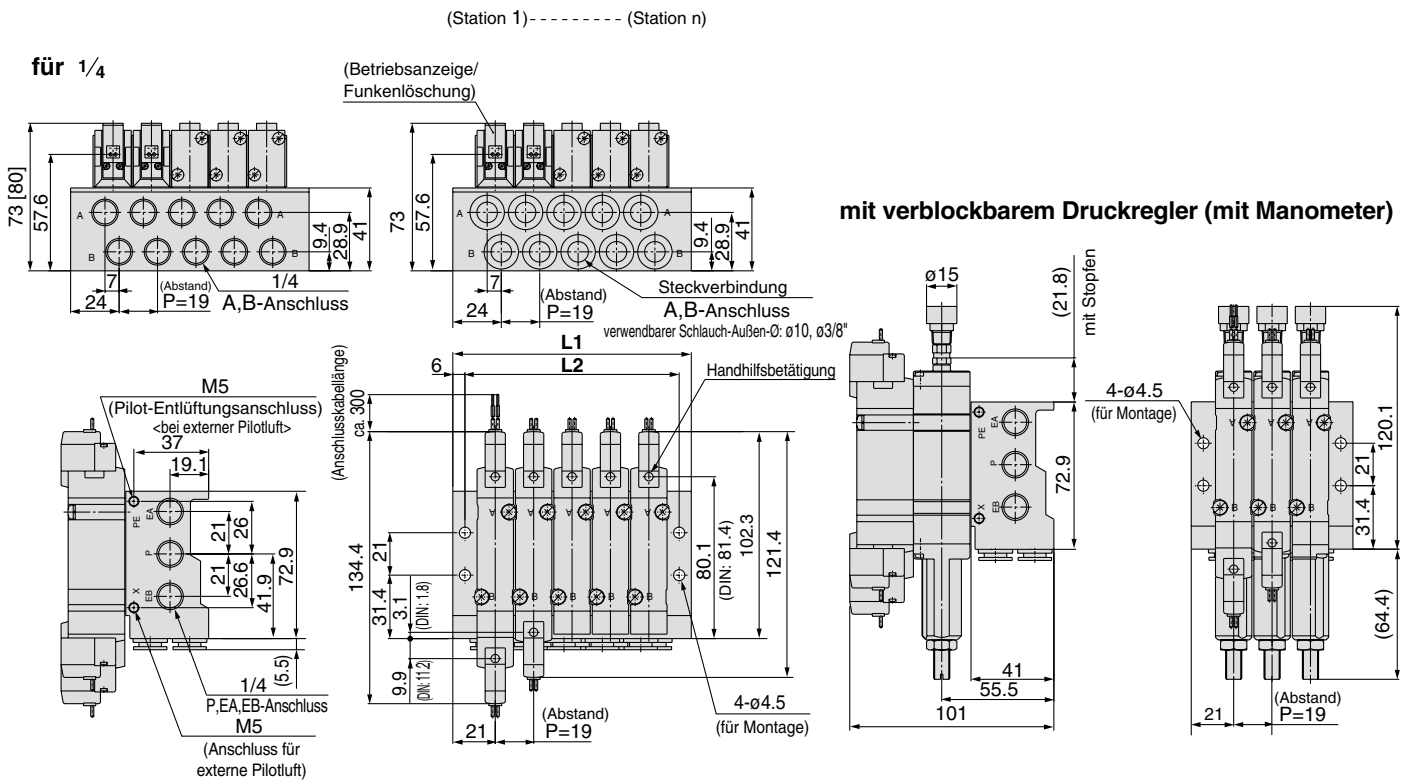 (Station 1)---------- (Station n)
für 1/4
(Betriebsanzeige/
Funkenlöschung)
73 [80]
57.6
A
A
B
B
9.4
28.9
41
7
24
(Abstand)
P=19
1/4
A,B-Anschluss
73
57.6
A
A
B
B
9.4
28.9
41
7
24
(Abstand)
P=19
Steckverbindung
A,B-Anschluss
verwendbarer Schlauch-Außen-Ø: ø10, ø3/8"
mit verblockbarem Druckregler (mit Manometer)
M5
(Pilot-Entlüftungsanschluss)
<bei externer Pilotluft>
37
19.1
PE
EA
P
X
EB
21
21
26
26.6
41.9
72.9
(5.5)
1/4
P,EA,EB-Anschluss
M5
(Anschluss für
externe Pilotluft)
L1
L2
6
(Anschlusskabellänge)
ca. 300
Handhilfsbetätigung
A
A
A
A
A
B
B
B
B
B
134.4
21
31.4
3.1
(DIN: 1.8)
9.9
(DIN: 11.2)
80.1
(DIN: 81.4)
102.3
121.4
21
(Abstand)
P=19
4-ø4.5
(für Montage)
ø15
(21.8)
mit Stopfen
PE
EA
P
X
EB
72.9
41
55.5
101
4-ø4.5
(für Montage)
A
A
A
B
B
B
120.1
21
31.4
(64.4)
21
(Abstand)
P=19